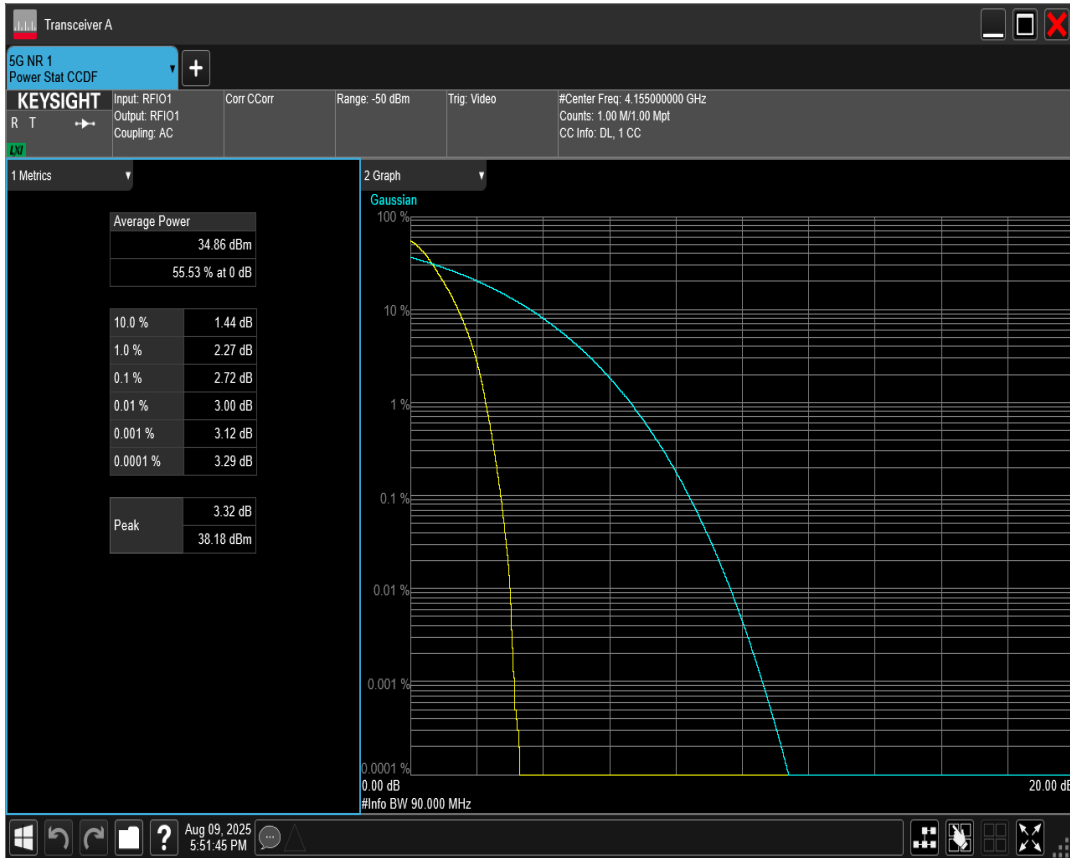 Transceiver A
5G NR 1
Power Stat CCDF
+
KEYSIGHT
R T
LXI
Input: RFIO1
Output: RFIO1
Coupling: AC
Corr CCorr
Range: -50 dBm
Trig: Video
#Center Freq: 4.155000000 GHz
Counts: 1.00 M/1.00 Mpt
CC Info: DL, 1 CC
1 Metrics
Average Power
34.86 dBm
55.53 % at 0 dB
10.0 % 1.44 dB
1.0 % 2.27 dB
0.1 % 2.72 dB
0.01 % 3.00 dB
0.001 % 3.12 dB
0.0001 % 3.29 dB
Peak
3.32 dB
38.18 dBm
2 Graph
Gaussian
100 %
10 %
1 %
0.1 %
0.01 %
0.001 %
0.0001 %
0.00 dB 20.00 dB
#Info BW 90.000 MHz
?
Aug 09, 2025
5:51:45 PM